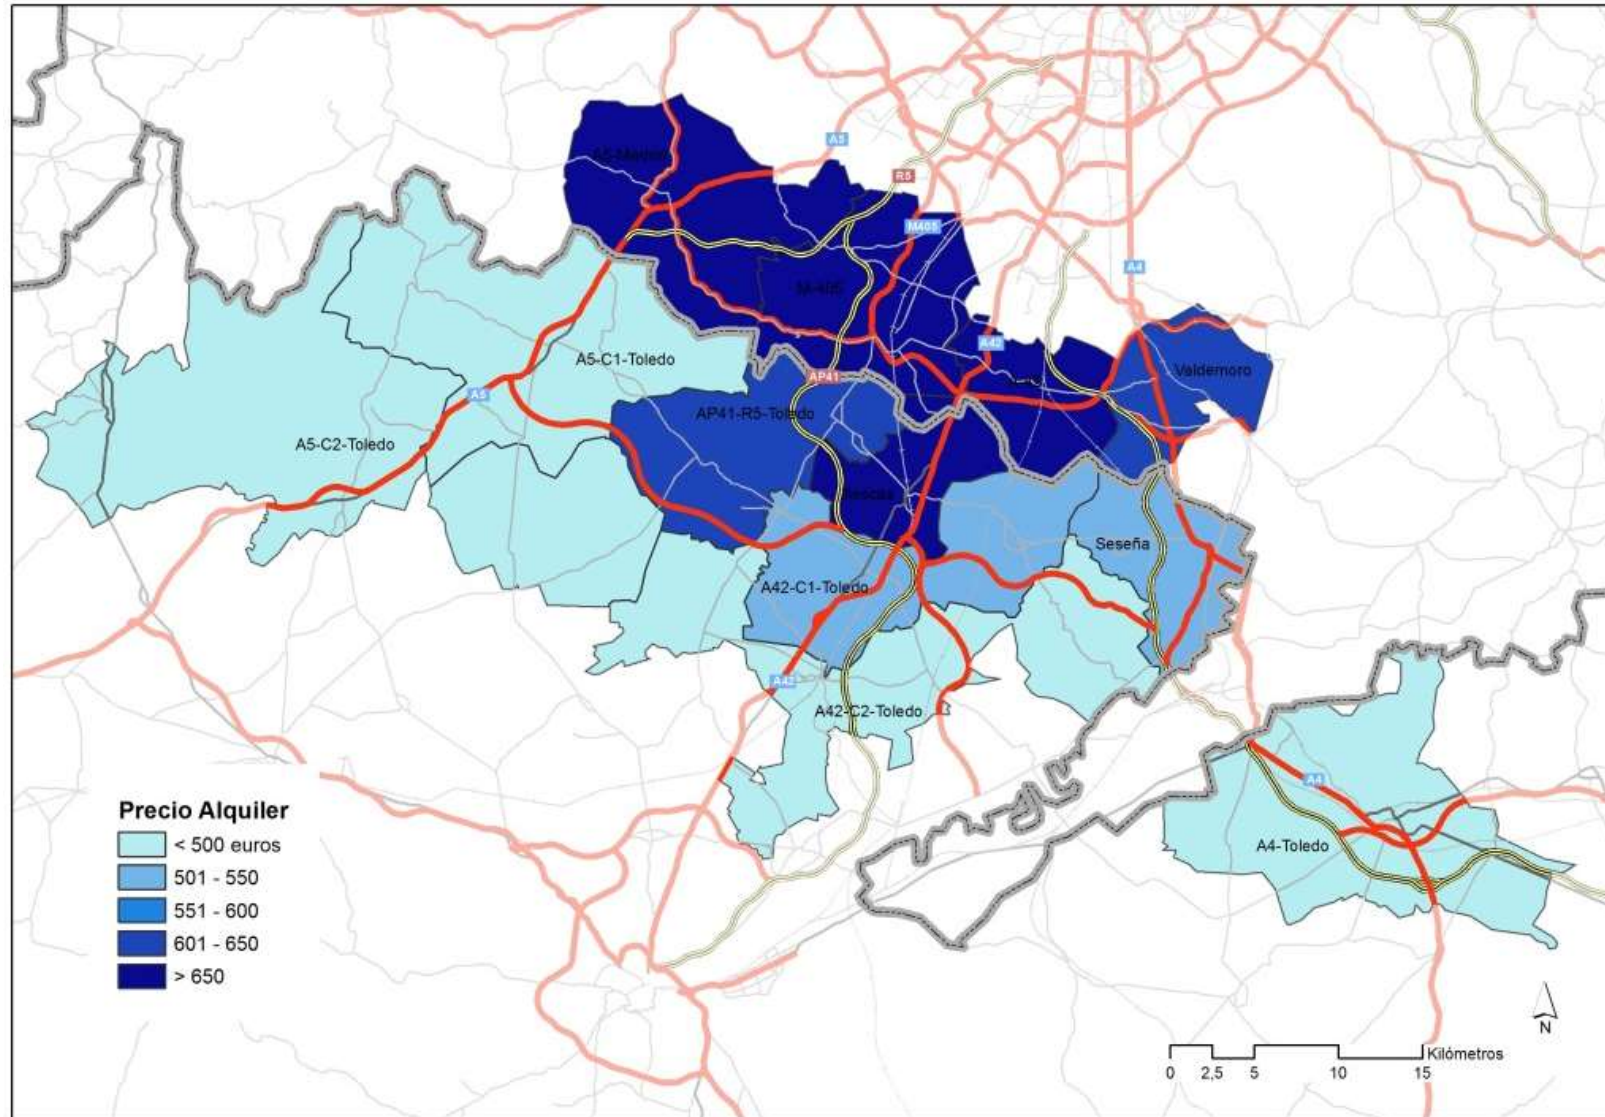 A5
R5
A5-Madrid
M405
A4
M-405
A42
A5-C1-Toledo
Valdemoro
AP41
A5
AP41-R5-Toledo
A5-C2-Toledo
Illescas
Seseña
A42-C1-Toledo
A42
A42-C2-Toledo
A4
A4-Toledo
Precio Alquiler
< 500 euros
501 - 550
551 - 600
601 - 650
> 650
N
Kilómetros
0 2,5 5 10 15